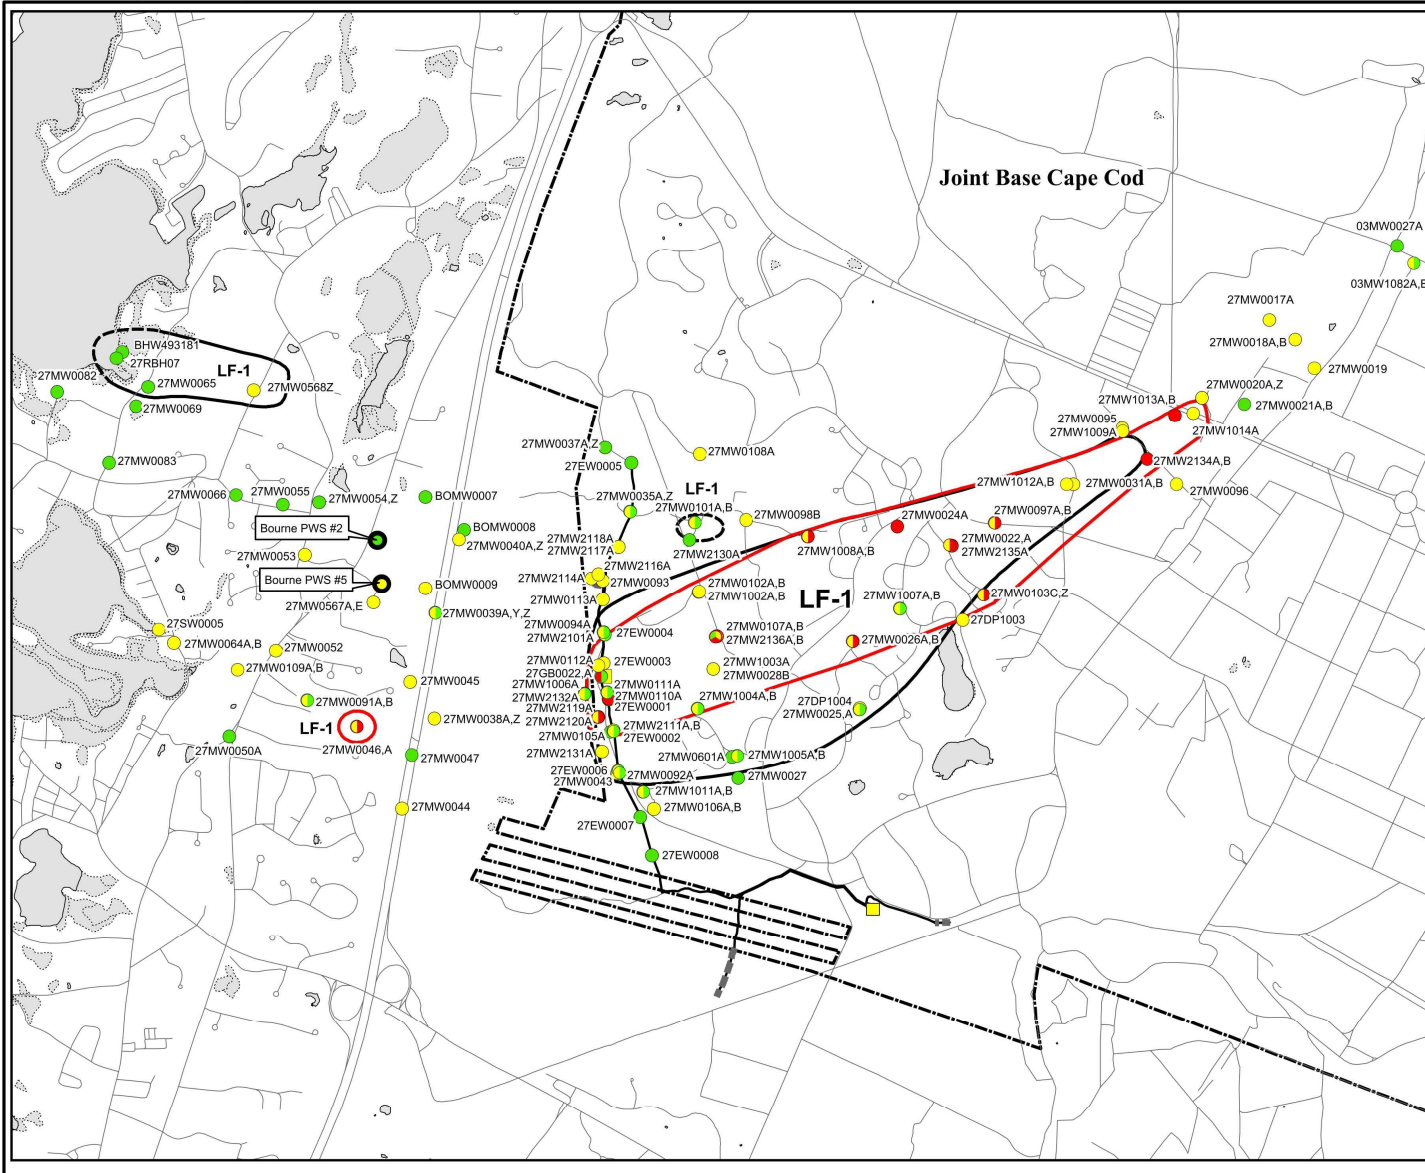 Joint Base Cape Cod
03MW0027A
03MW1082A,B
27MW0017A
27MW0018A,B
27MW0019
BHW493181
27RBH07
27MW0082
27MW0065
LF-1
27MW0568Z
27MW0069
27MW0020A,Z
27MW1013A,B
27MW0021A,B
27MW0095
27MW1009A
27MW1014A
27MW0037A,Z
27MW0108A
27MW0083
27EW0005
27MW2134A,B
27MW0066
27MW0055
27MW0054,Z
BOMW0007
27MW0035A,Z
LF-1
27MW0101A,B
27MW1012A,B
27MW0031A,B
27MW0096
Bourne PWS #2
BOMW0008
27MW0040A,Z
27MW0098B
27MW0024A
27MW0097A,B
27MW2118A
27MW2117A
27MW2130A
27MW1008A,B
27MW0022,A
27MW2135A
27MW0053
Bourne PWS #5
BOMW0009
27MW2116A
27MW2114A
27MW0093
27MW0102A,B
27MW1002A,B
LF-1
27MW0103C,Z
27MW0567A,E
27MW0113A
27MW1007A,B
27MW0039A,Y,Z
27DP1003
27SW0005
27MW0094A
27MW2101A
27EW0004
27MW0107A,B
27MW2136A,B
27MW0026A,B
27MW0064A,B
27MW0052
27MW0109A,B
27MW0112A
27EW0003
27GB0022,A
27MW1003A
27MW0028B
27MW0045
27MW1006A
27MW0111A
27MW2132A
27MW0110A
27MW1004A,B
27DP1004
27MW0025,A
27MW0091A,B
27MW2119A
27EW0001
27MW0038A,Z
27MW2120A
LF-1
27MW0046,A
27MW0050A
27MW2111A,B
27MW0105A
27EW0002
27MW0047
27MW2131A
27MW0601A
27MW1005A,B
27EW0006
27MW0092A
27MW0043
27MW0027
27MW1011A,B
27MW0044
27MW0106A,B
27EW0007
27EW0008